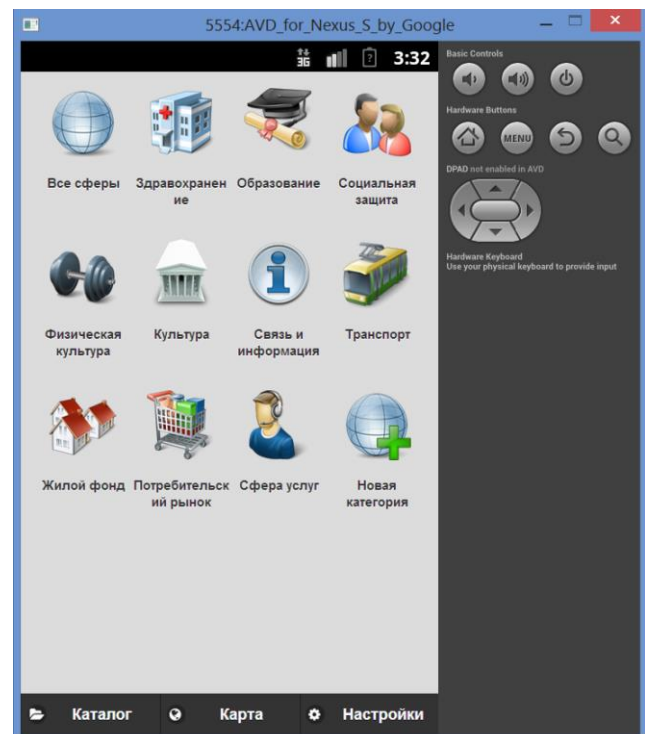 5554:AVD_for_Nexus_S_by_Google
3G
3:32
Basic Controls
Hardware Buttons
MENU
DPAD not enabled in AVD
Hardware Keyboard
Use your physical keyboard to provide input
Все сферы
Здравохранен
ие
Образование
Социальная
защита
Физическая
культура
Культура
Связь и
информация
Транспорт
Жилой фонд
Потребительск
ий рынок
Сфера услуг
Новая
категория
Каталог
Карта
Настройки